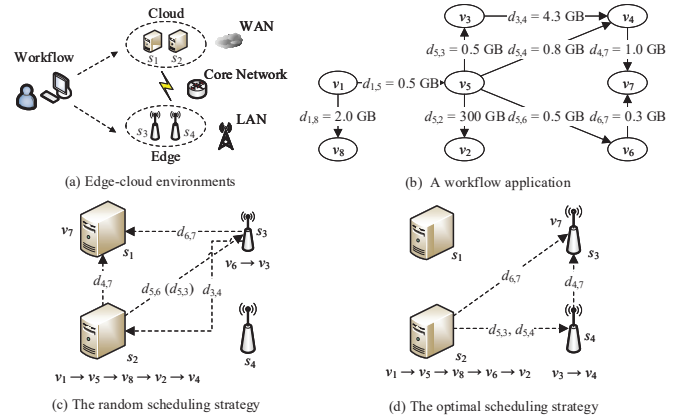 Cloud
WAN
Workflow
s1 s2
Core Network
LAN
s3 s4
Edge
(a) Edge-cloud environments
v3
d3,4 = 4.3 GB
v4
d5,3 = 0.5 GB
d5,4 = 0.8 GB
d4,7 = 1.0 GB
v1
d1,5 = 0.5 GB
v5
v7
d1,8 = 2.0 GB
d5,2 = 300 GB
d5,6 = 0.5 GB
d6,7 = 0.3 GB
v8
v2
v6
(b) A workflow application
v7
s1
d6,7
s3
v6 → v3
d4,7
d5,6 (d5,3)
d3,4
s2
s4
v1 → v5 → v8 → v2 → v4
(c) The random scheduling strategy
s1
v7
s3
d6,7
d4,7
d5,3, d5,4
s2
s4
v1 → v5 → v8 → v6 → v2
v3 → v4
(d) The optimal scheduling strategy